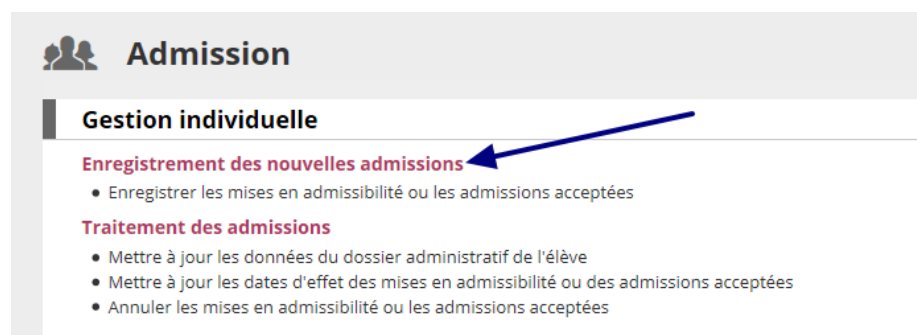 Admission
Gestion individuelle
Enregistrement des nouvelles admissions
• Enregistrer les mises en admissibilité ou les admissions acceptées
Traitement des admissions
• Mettre à jour les données du dossier administratif de l'élève
• Mettre à jour les dates d'effet des mises en admissibilité ou des admissions acceptées
• Annuler les mises en admissibilité ou les admissions acceptées